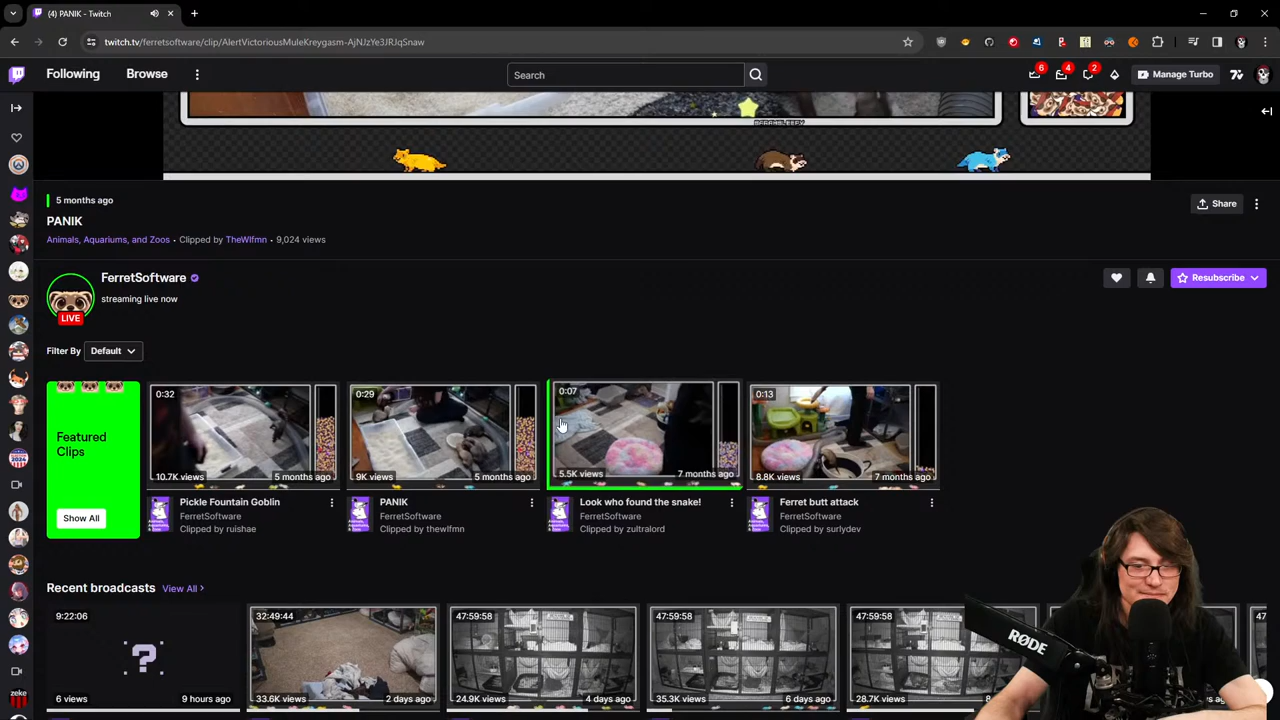 (4) PANIK - Twitch
twitch.tv/ferretsoftware/clip/AlertVictoriousMuleKreygasm-AjNJzYe3JRJqSnaw
Following
Browse
Search
6
4
2
Manage Turbo
5 months ago
PANIK
Share
Animals, Aquariums, and Zoos • Clipped by TheWlfmn • 9,024 views
FerretSoftware
streaming live now
LIVE
Resubscribe
Filter By
Default
Featured
Clips
Show All
0:32
10.7K views
5 months ago
Pickle Fountain Goblin
FerretSoftware
Clipped by ruishae
0:29
9K views
5 months ago
PANIK
FerretSoftware
Clipped by thewlfmn
0:07
5.5K views
7 months ago
Look who found the snake!
FerretSoftware
Clipped by zultralord
0:13
8.8K views
7 months ago
Ferret butt attack
FerretSoftware
Clipped by surlydev
Recent broadcasts
View All
9:22:06
6 views
9 hours ago
32:49:44
33.6K views
2 days ago
47:59:58
24.9K views
4 days ago
47:59:58
35.3K views
6 days ago
47:59:58
28.7K views
RØDE
zeke